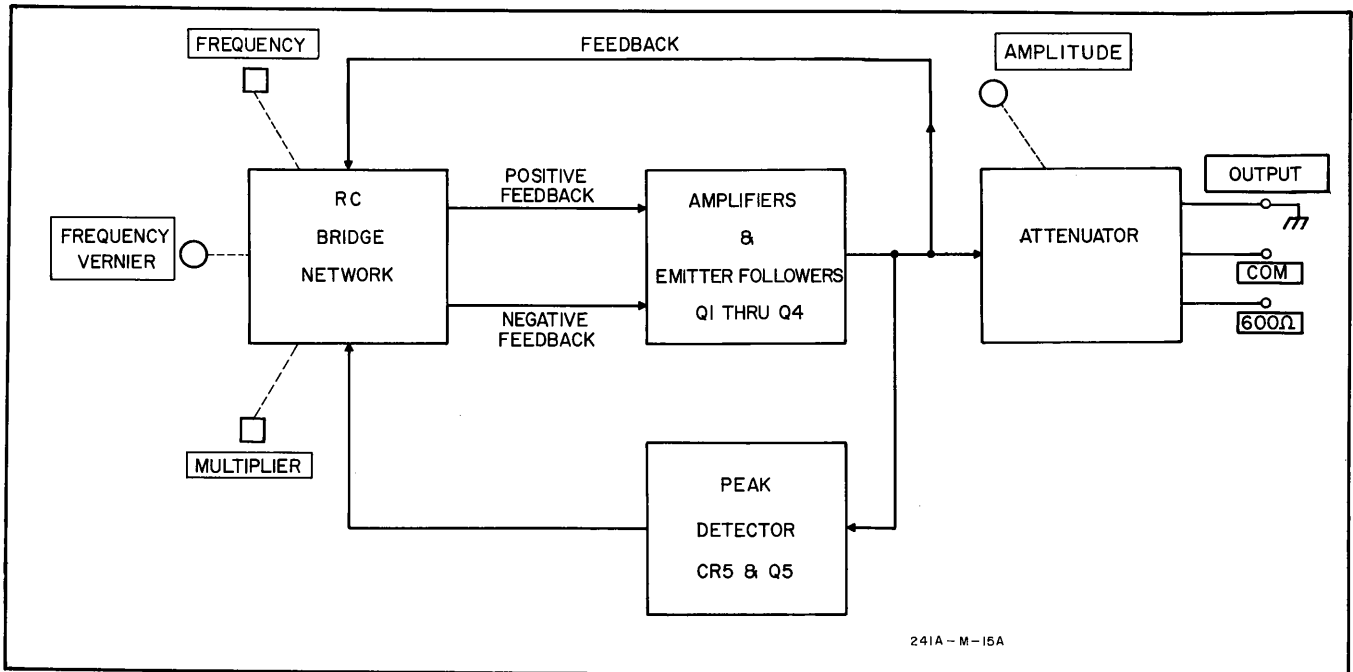 FREQUENCY
FEEDBACK
AMPLITUDE
FREQUENCY
VERNIER
RC
BRIDGE
NETWORK
POSITIVE
FEEDBACK
NEGATIVE
FEEDBACK
AMPLIFIERS
&
EMITTER FOLLOWERS
Q1 THRU Q4
ATTENUATOR
OUTPUT
COM
600Ω
MULTIPLIER
PEAK
DETECTOR
CR5 & Q5
241A-M-15A